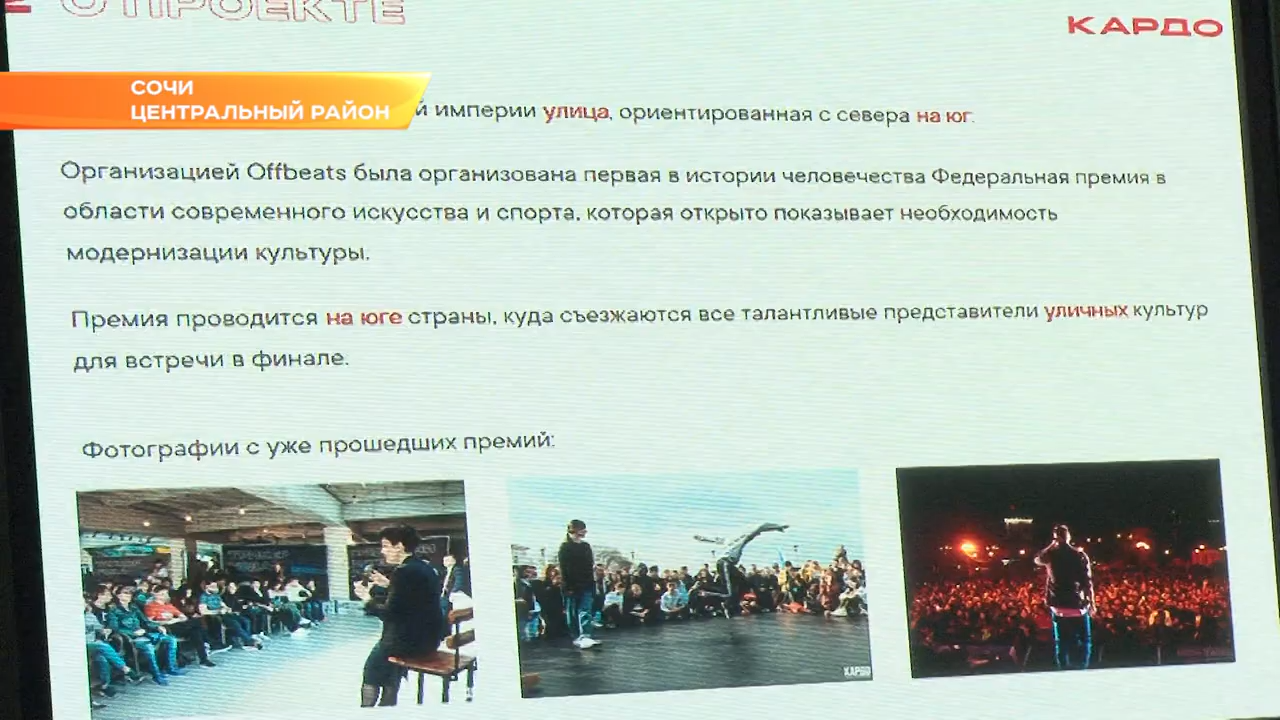 О ПРОЕКТЕ
КАРДО
СОЧИ
ЦЕНТРАЛЬНЫЙ РАЙОН
й империи улица, ориентированная с севера на юг.
Организацией Offbeats была организована первая в истории человечества Федеральная премия в
области современного искусства и спорта, которая открыто показывает необходимость
модернизации культуры.
Премия проводится на юге страны, куда съезжаются все талантливые представители уличных культур
для встречи в финале.
Фотографии с уже прошедших премий:
КАРДО